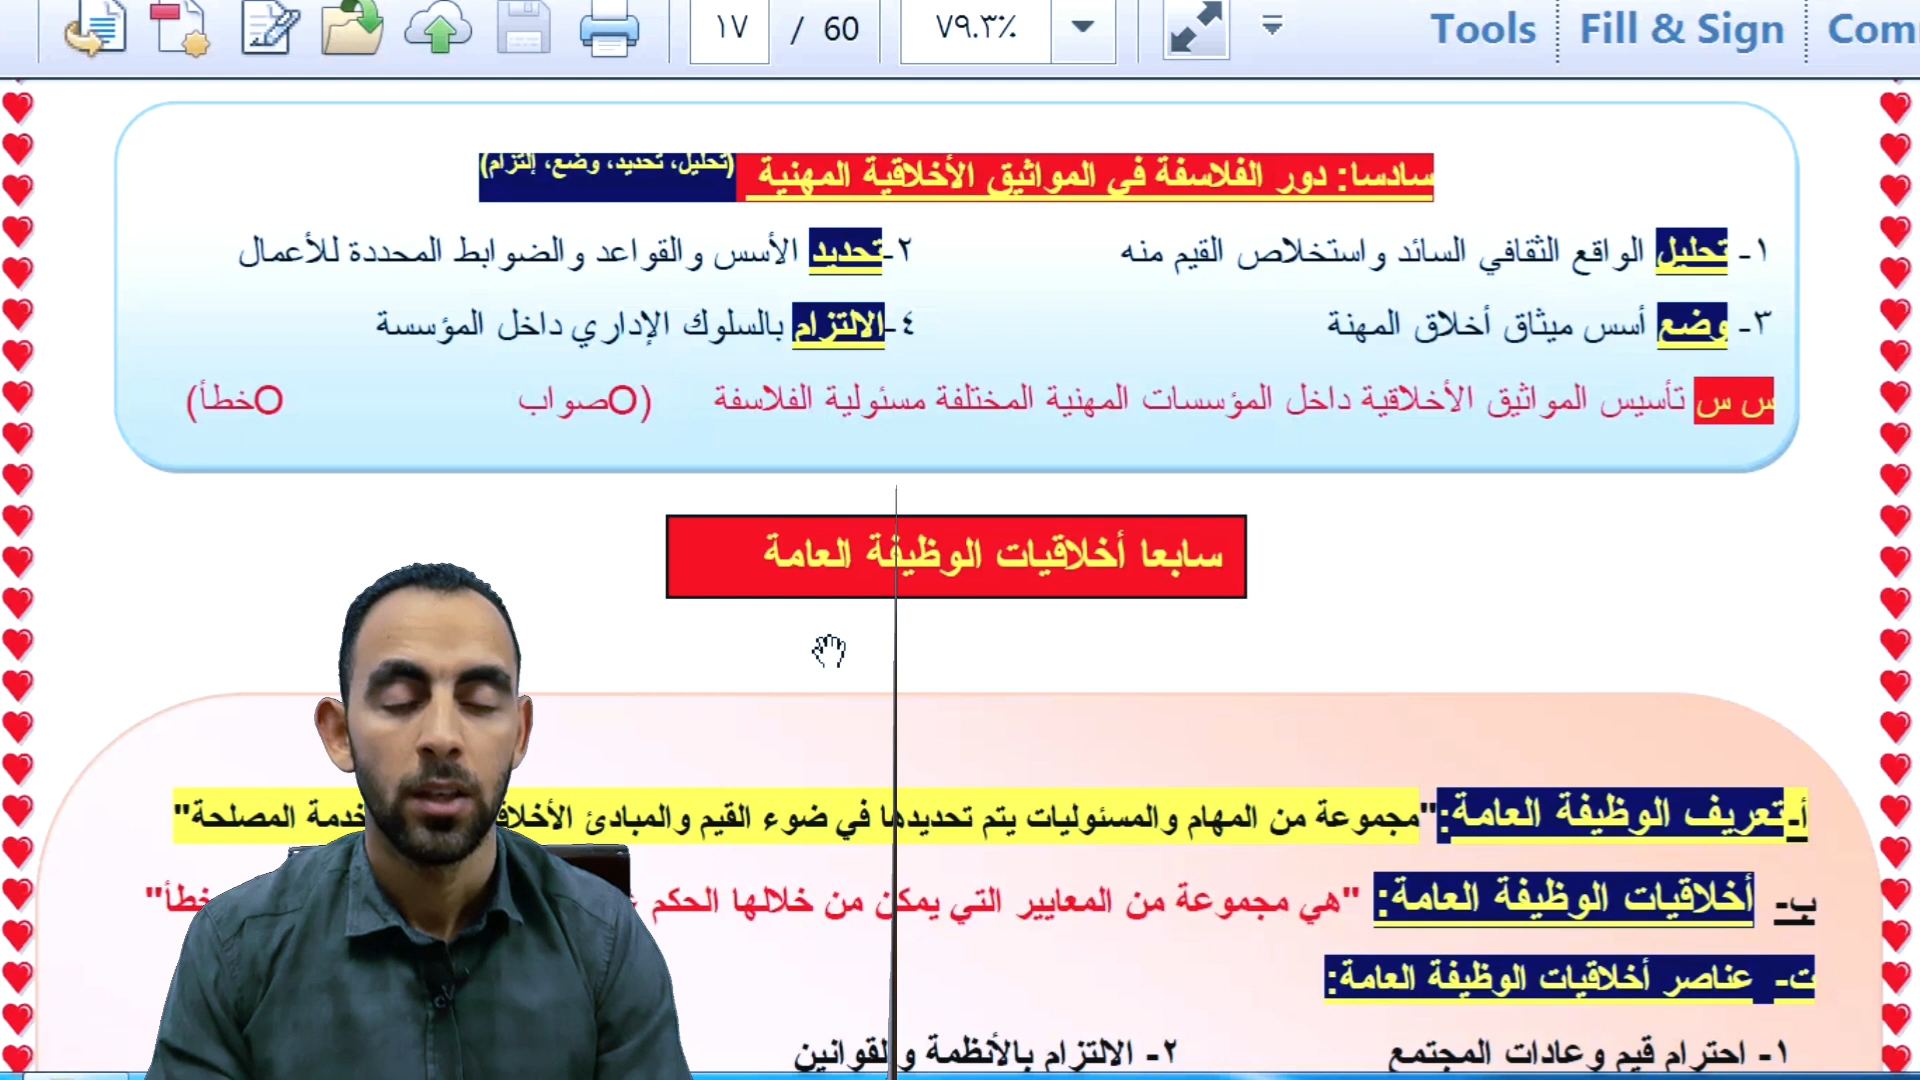 ١٧ / 60 ٧٩.٣٪ Tools Fill & Sign Com
سادسا: دور الفلاسفة في المواثيق الأخلاقية المهنية (تحليل، تحديد، وضع، إلتزام)
١- تحليل الواقع الثقافي السائد واستخلاص القيم منه ٢- تحديد الأسس والقواعد والضوابط المحددة للأعمال
٣- وضع أسس ميثاق أخلاق المهنة ٤- الالتزام بالسلوك الإداري داخل المؤسسة
س س تأسيس المواثيق الأخلاقية داخل المؤسسات المهنية المختلفة مسئولية الفلاسفة (Oصواب Oخطأ)
سابعا أخلاقيات الوظيفة العامة
أ- تعريف الوظيفة العامة: "مجموعة من المهام والمسئوليات يتم تحديدها في ضوء القيم والمبادئ خدمة المصلحة"
ب- أخلاقيات الوظيفة العامة: "هي مجموعة من المعايير التي يمكن من خلالها الحكم خطأ"
ت- عناصر أخلاقيات الوظيفة العامة:
١- احترام قيم وعادات المجتمع ٢- الالتزام بالأنظمة والقوانين